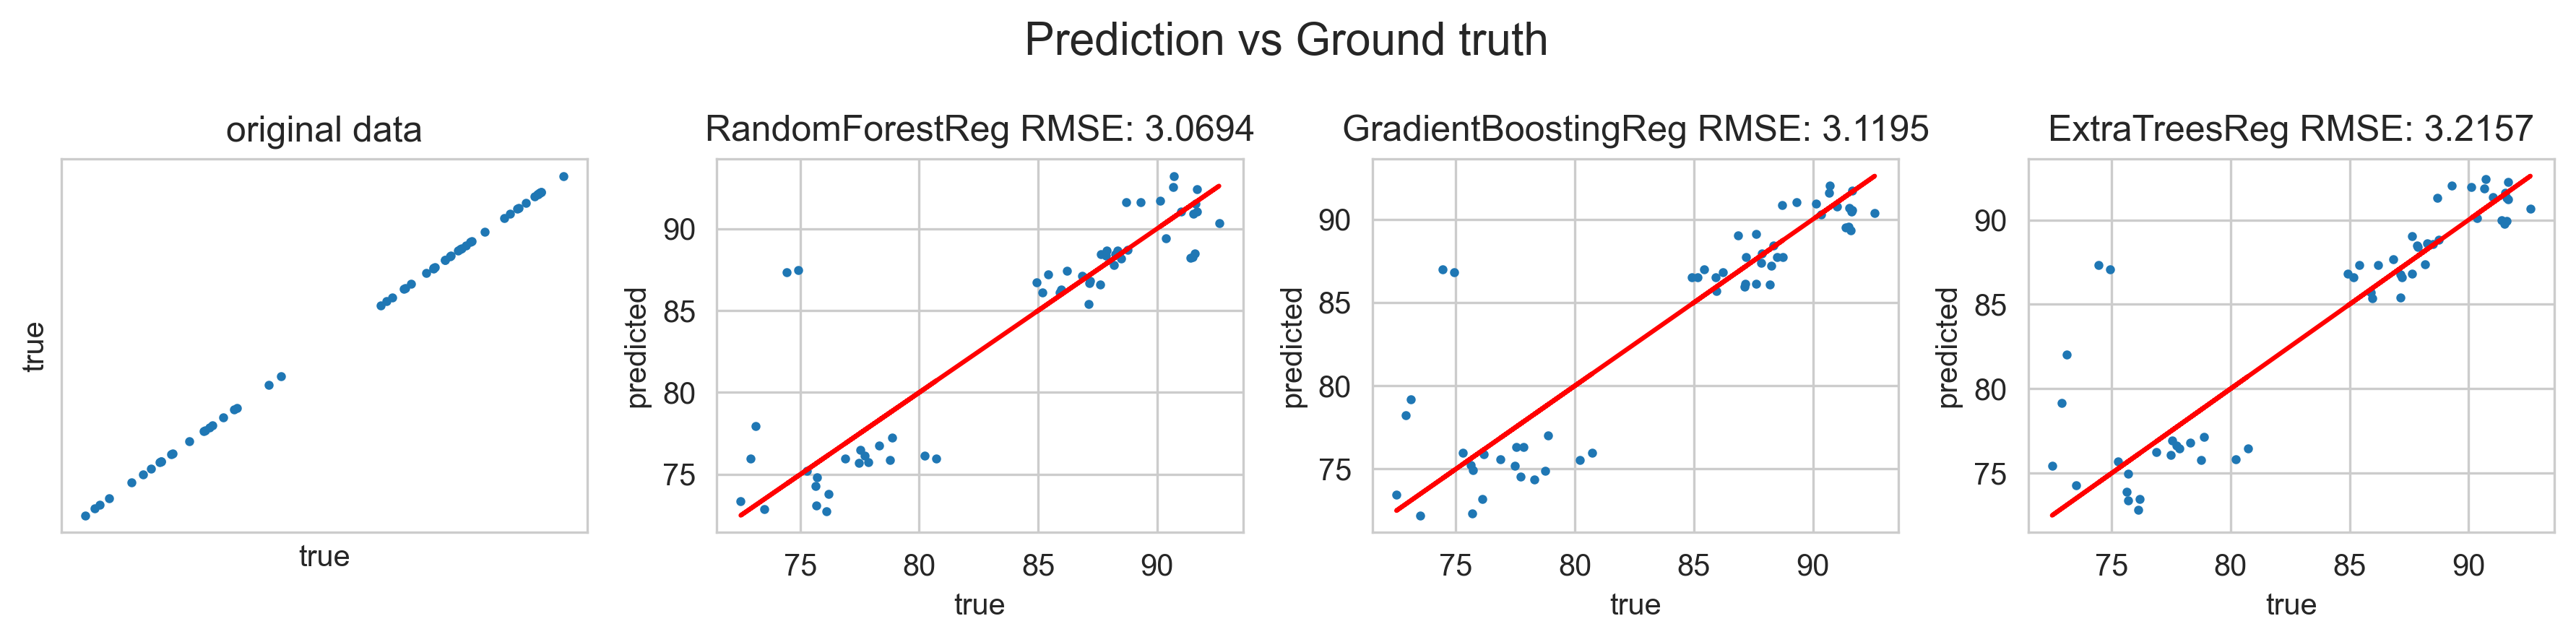 Prediction vs Ground truth
original data
true
true
RandomForestReg RMSE: 3.0694
predicted
90
85
80
75
75 80 85 90
true
GradientBoostingReg RMSE: 3.1195
predicted
90
85
80
75
75 80 85 90
true
ExtraTreesReg RMSE: 3.2157
predicted
90
85
80
75
75 80 85 90
true